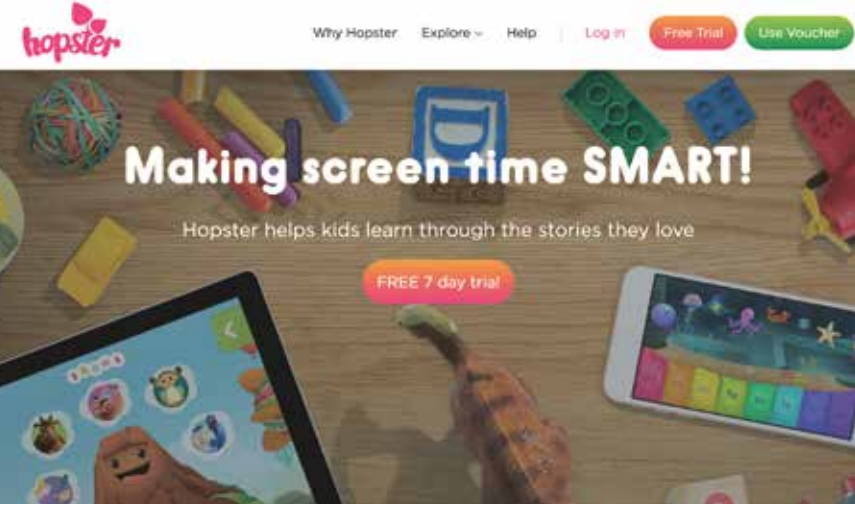 hopster
Why Hopster Explore Help Log in Free Trial Use Voucher
D
Making screen time SMART!
Hopster helps kids learn through the stories they love
FREE 7 day trial
SHOWS